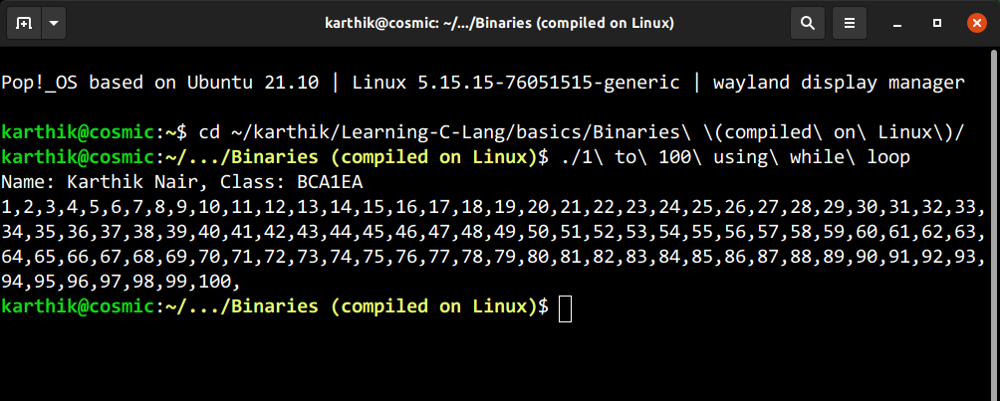 karthik@cosmic: ~/.../Binaries (compiled on Linux)
Pop!_OS based on Ubuntu 21.10 | Linux 5.15.15-76051515-generic | wayland display manager
karthik@cosmic:~$ cd ~/karthik/Learning-C-Lang/basics/Binaries\ \(compiled\ on\ Linux\)/
karthik@cosmic:~/.../Binaries (compiled on Linux)$ ./1\ to\ 100\ using\ while\ loop
Name: Karthik Nair, Class: BCA1EA
1,2,3,4,5,6,7,8,9,10,11,12,13,14,15,16,17,18,19,20,21,22,23,24,25,26,27,28,29,30,31,32,33,
34,35,36,37,38,39,40,41,42,43,44,45,46,47,48,49,50,51,52,53,54,55,56,57,58,59,60,61,62,63,
64,65,66,67,68,69,70,71,72,73,74,75,76,77,78,79,80,81,82,83,84,85,86,87,88,89,90,91,92,93,
94,95,96,97,98,99,100,
karthik@cosmic:~/.../Binaries (compiled on Linux)$